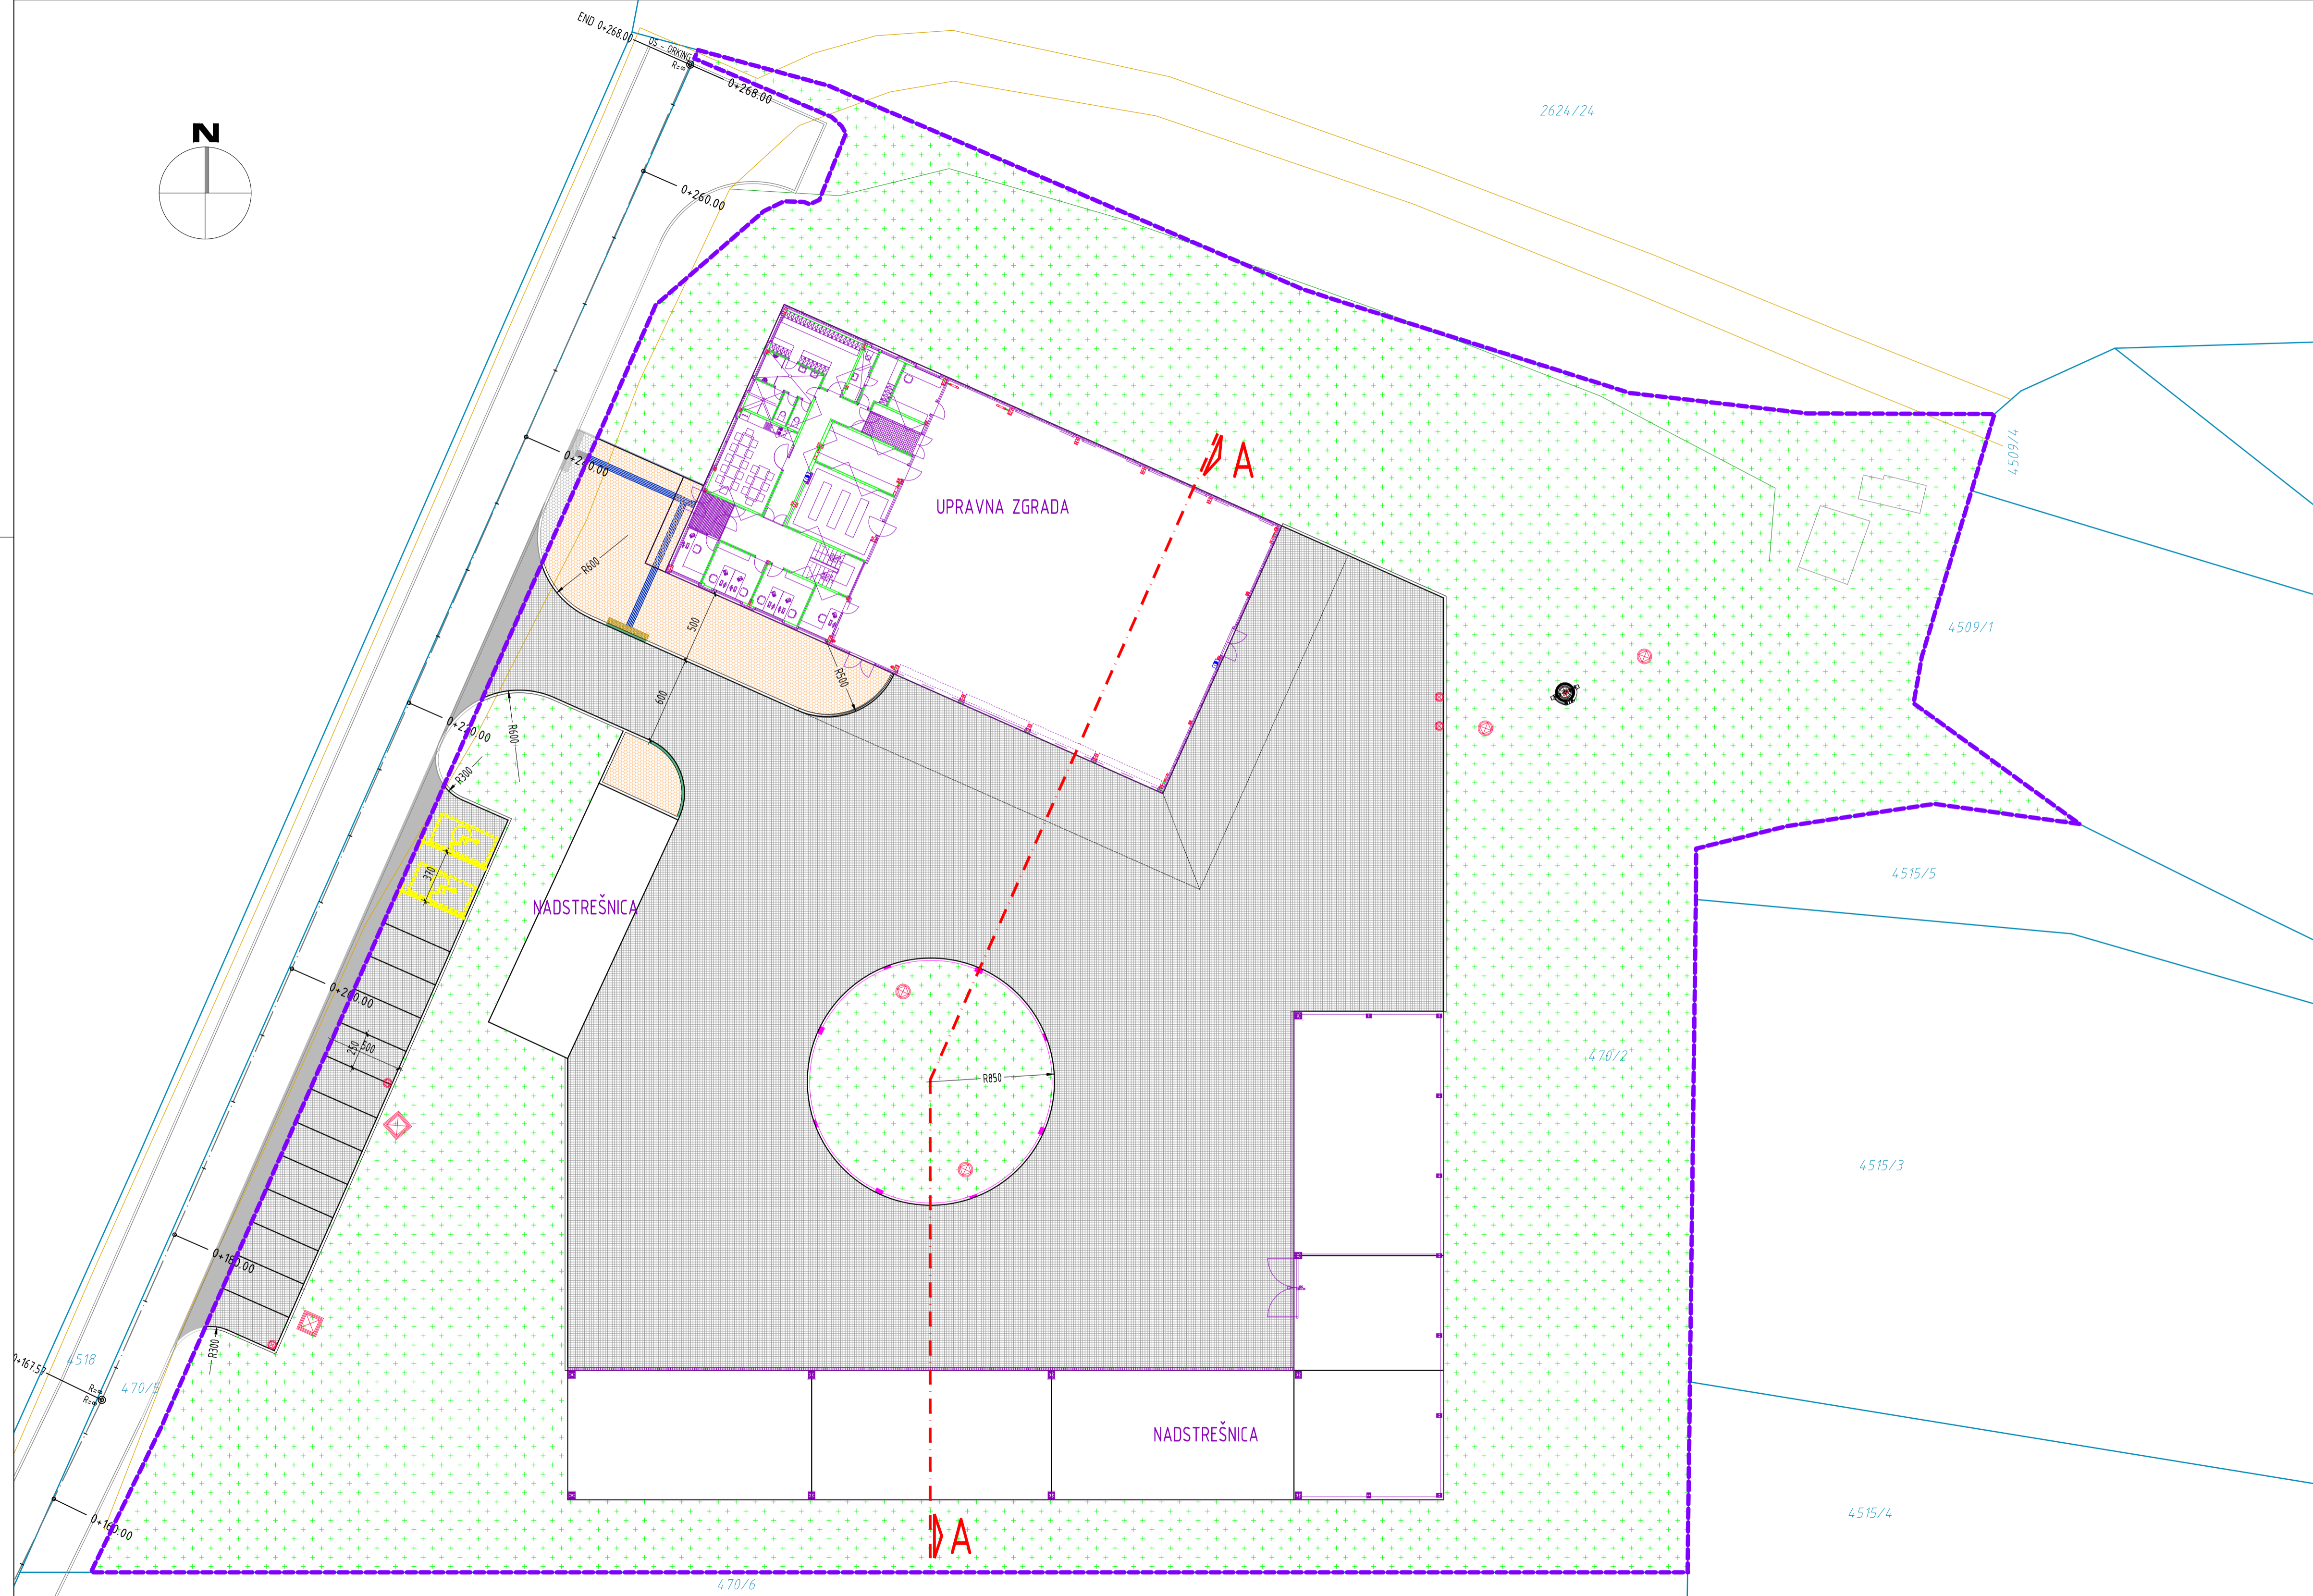 END 0+268.00
OS - ORKING
R=∞
0+268.00
2624/24
N
0+260.00
4509/4
A
UPRAVNA ZGRADA
0+240.00
R600
4509/1
500
R500
600
0+220.00
R600
R300
370
4515/5
NADSTREŠNICA
0+200.00
250
500
470/2
R850
4515/3
0+180.00
R300
0+167.57
4518
470/5
R=∞
R=∞
NADSTREŠNICA
4515/4
0+160.00
A
470/6